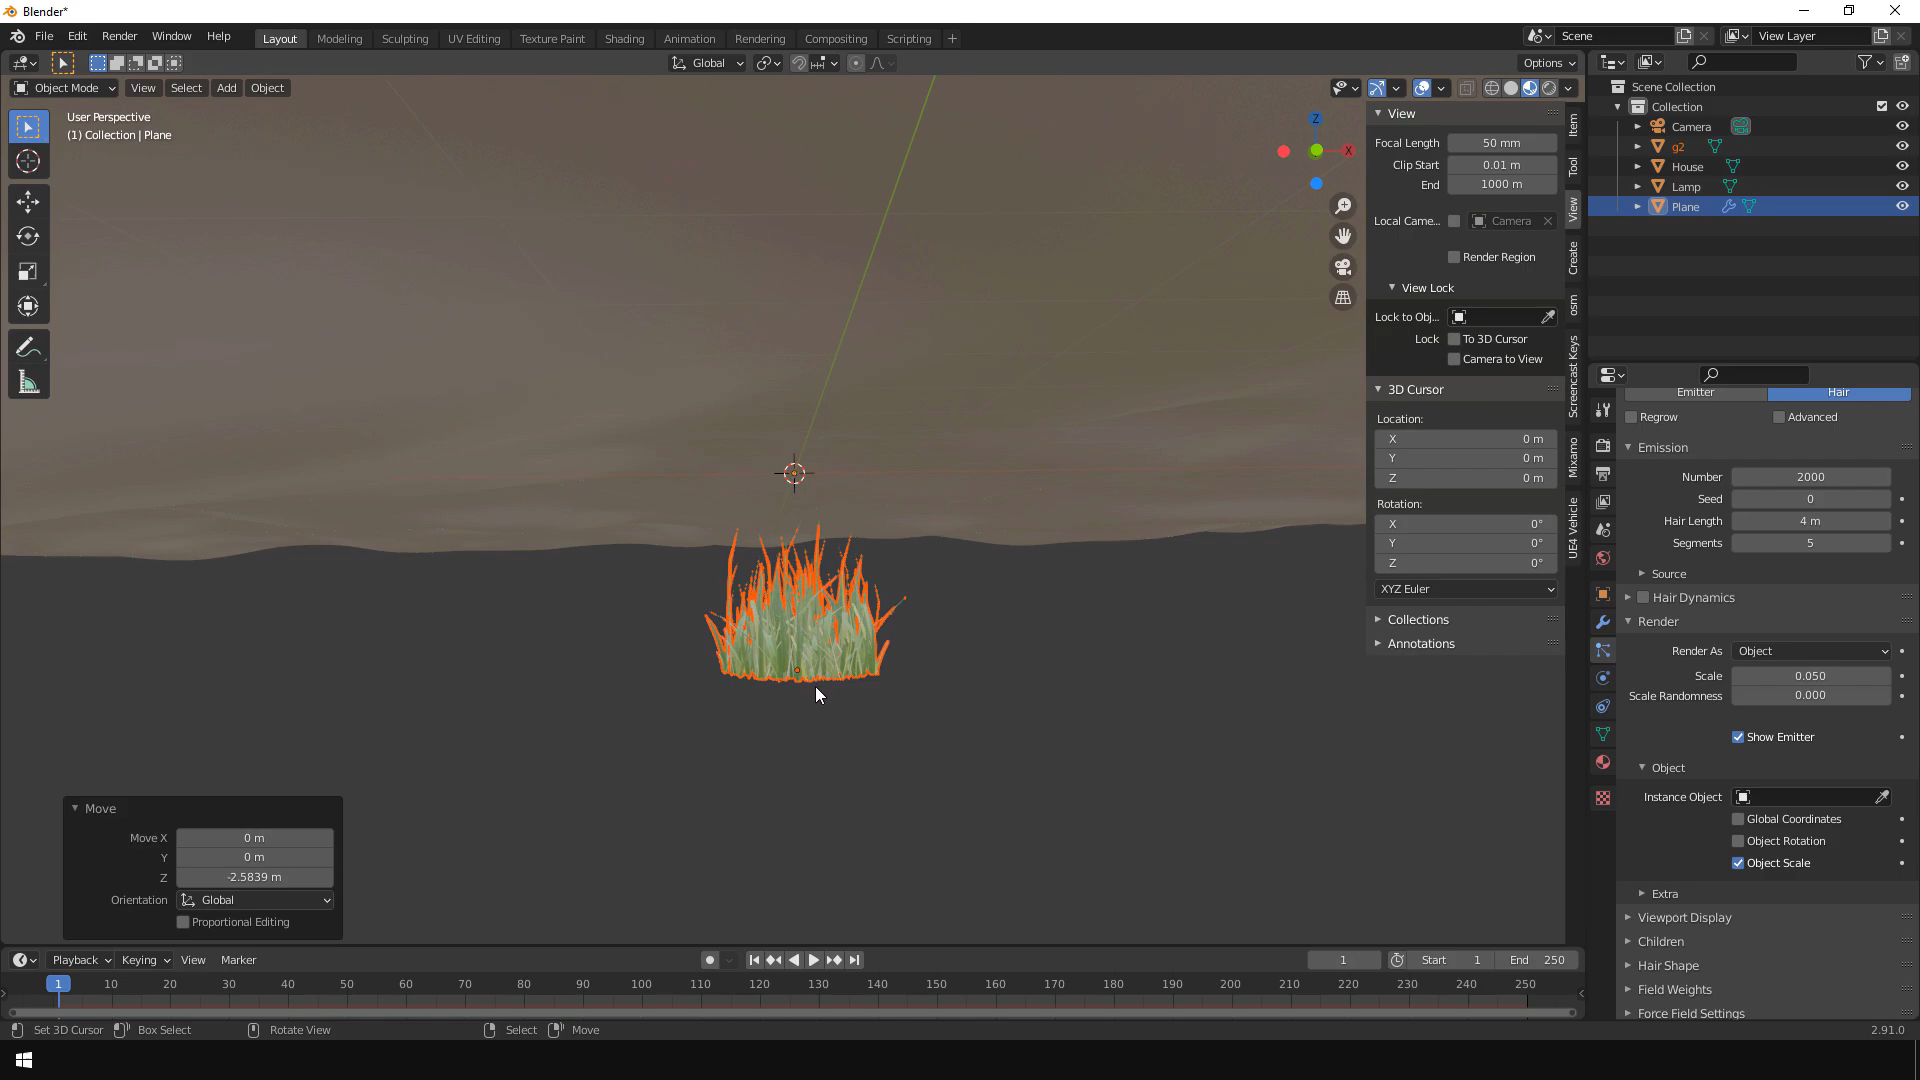 Blender*
File Edit Render Window Help
Layout Modeling Sculpting UV Editing Texture Paint Shading Animation Rendering Compositing Scripting +
Scene
View Layer
Global
Options
Object Mode View Select Add Object
User Perspective
(1) Collection | Plane
Z
X
View
Focal Length 50 mm
Clip Start 0.01 m
End 1000 m
Local Came... Camera
Render Region
View Lock
Lock to Obj...
Lock To 3D Cursor
Camera to View
3D Cursor
Location:
X 0 m
Y 0 m
Z 0 m
Rotation:
X 0°
Y 0°
Z 0°
XYZ Euler
Collections
Annotations
Item
Tool
View
Create
osm
Screencast Keys
Mixamo
UE4 Vehicle
Scene Collection
Collection
Camera
g2
House
Lamp
Plane
Emitter Hair
Regrow Advanced
Emission
Number 2000
Seed 0
Hair Length 4 m
Segments 5
Source
Hair Dynamics
Render
Render As Object
Scale 0.050
Scale Randomness 0.000
Show Emitter
Object
Instance Object
Global Coordinates
Object Rotation
Object Scale
Extra
Viewport Display
Children
Hair Shape
Field Weights
Force Field Settings
Move
Move X 0 m
Y 0 m
Z -2.5839 m
Orientation Global
Proportional Editing
Playback Keying View Marker
1
Start 1
End 250
1 10 20 30 40 50 60 70 80 90 100 110 120 130 140 150 160 170 180 190 200 210 220 230 240 250
Set 3D Cursor Box Select Rotate View Select Move
2.91.0